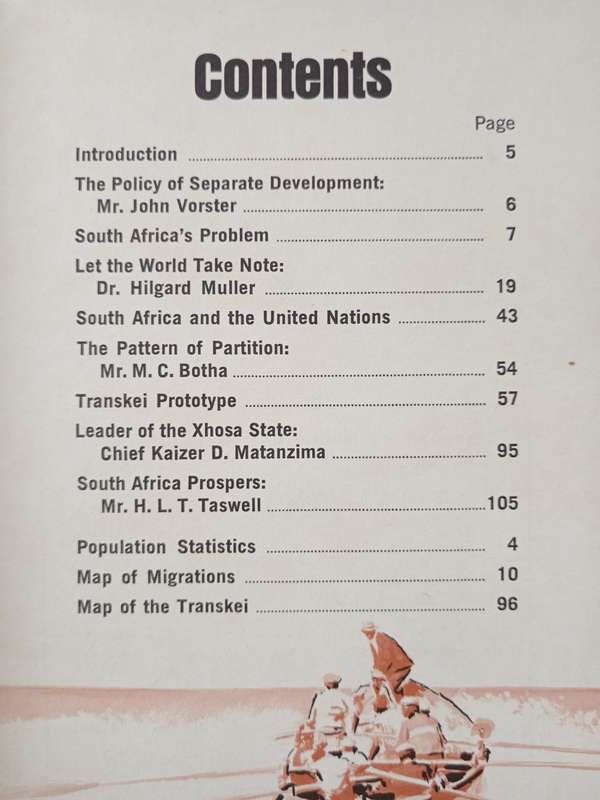 Contents
Page
Introduction ........ 5
The Policy of Separate Development:
Mr. John Vorster ........ 6
South Africa's Problem ........ 7
Let the World Take Note:
Dr. Hilgard Muller ........ 19
South Africa and the United Nations ........ 43
The Pattern of Partition:
Mr. M. C. Botha ........ 54
Transkei Prototype ........ 57
Leader of the Xhosa State:
Chief Kaizer D. Matanzima ........ 95
South Africa Prospers:
Mr. H. L. T. Taswell ........ 105
Population Statistics ........ 4
Map of Migrations ........ 10
Map of the Transkei ........ 96